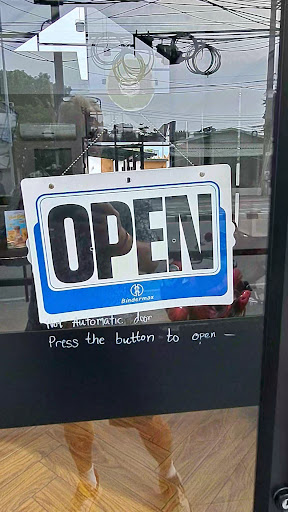 OPEN
Bindermax
Not Automatic door
Press the button to open —